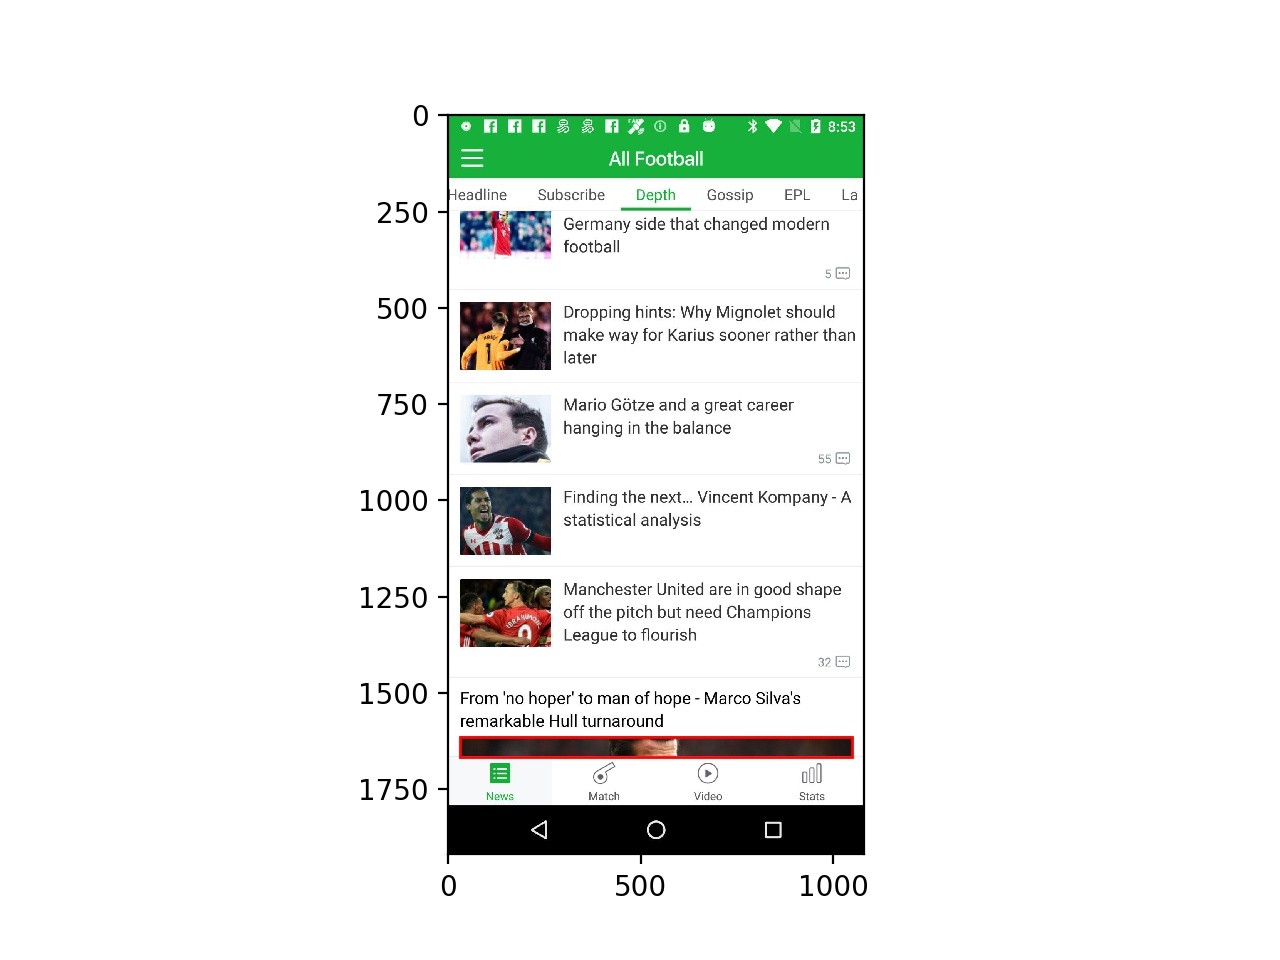 0
8:53
All Football
Headline Subscribe Depth Gossip EPL La
250
Germany side that changed modern
football
5
500
Dropping hints: Why Mignolet should
make way for Karius sooner rather than
later
750
Mario Götze and a great career
hanging in the balance
55
1000
Finding the next... Vincent Kompany - A
statistical analysis
1250
Manchester United are in good shape
off the pitch but need Champions
League to flourish
IBRAHIMOVIC
9
32
1500
From 'no hoper' to man of hope - Marco Silva's
remarkable Hull turnaround
1750
News Match Video Stats
0 500 1000